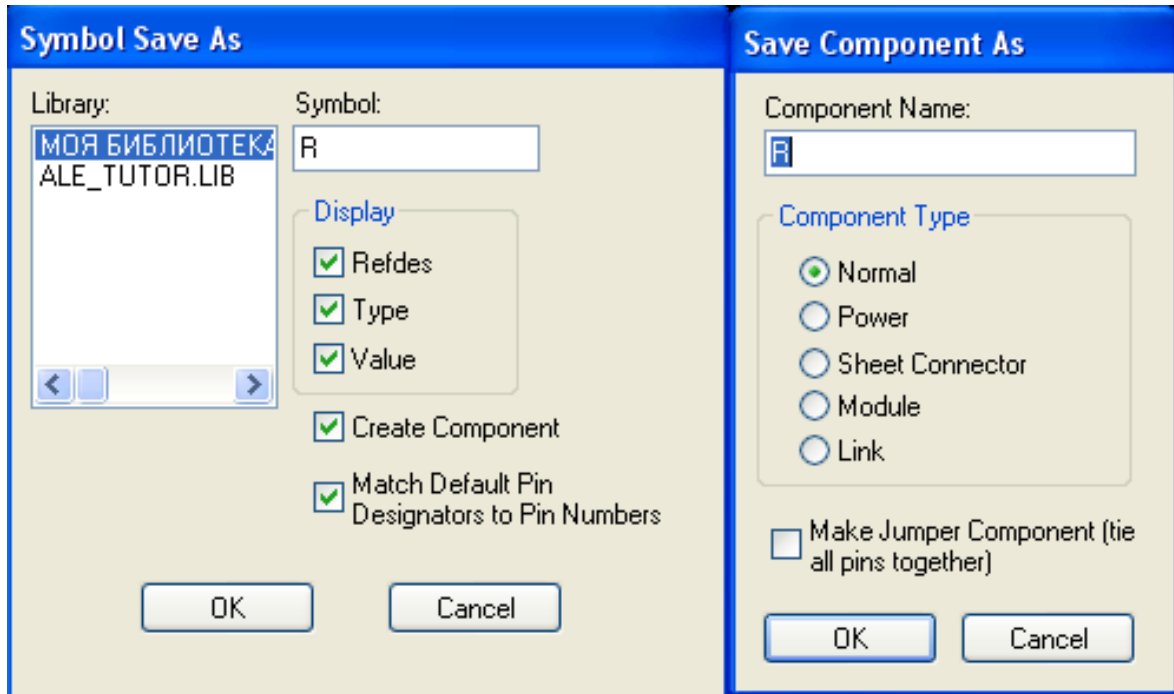 Symbol Save As
Library:
МОЯ БИБЛИОТЕКА
ALE_TUTOR.LIB
Symbol:
R
Display
Refdes
Type
Value
Create Component
Match Default Pin
Designators to Pin Numbers
OK
Cancel
Save Component As
Component Name:
R
Component Type
Normal
Power
Sheet Connector
Module
Link
Make Jumper Component (tie
all pins together)
OK
Cancel